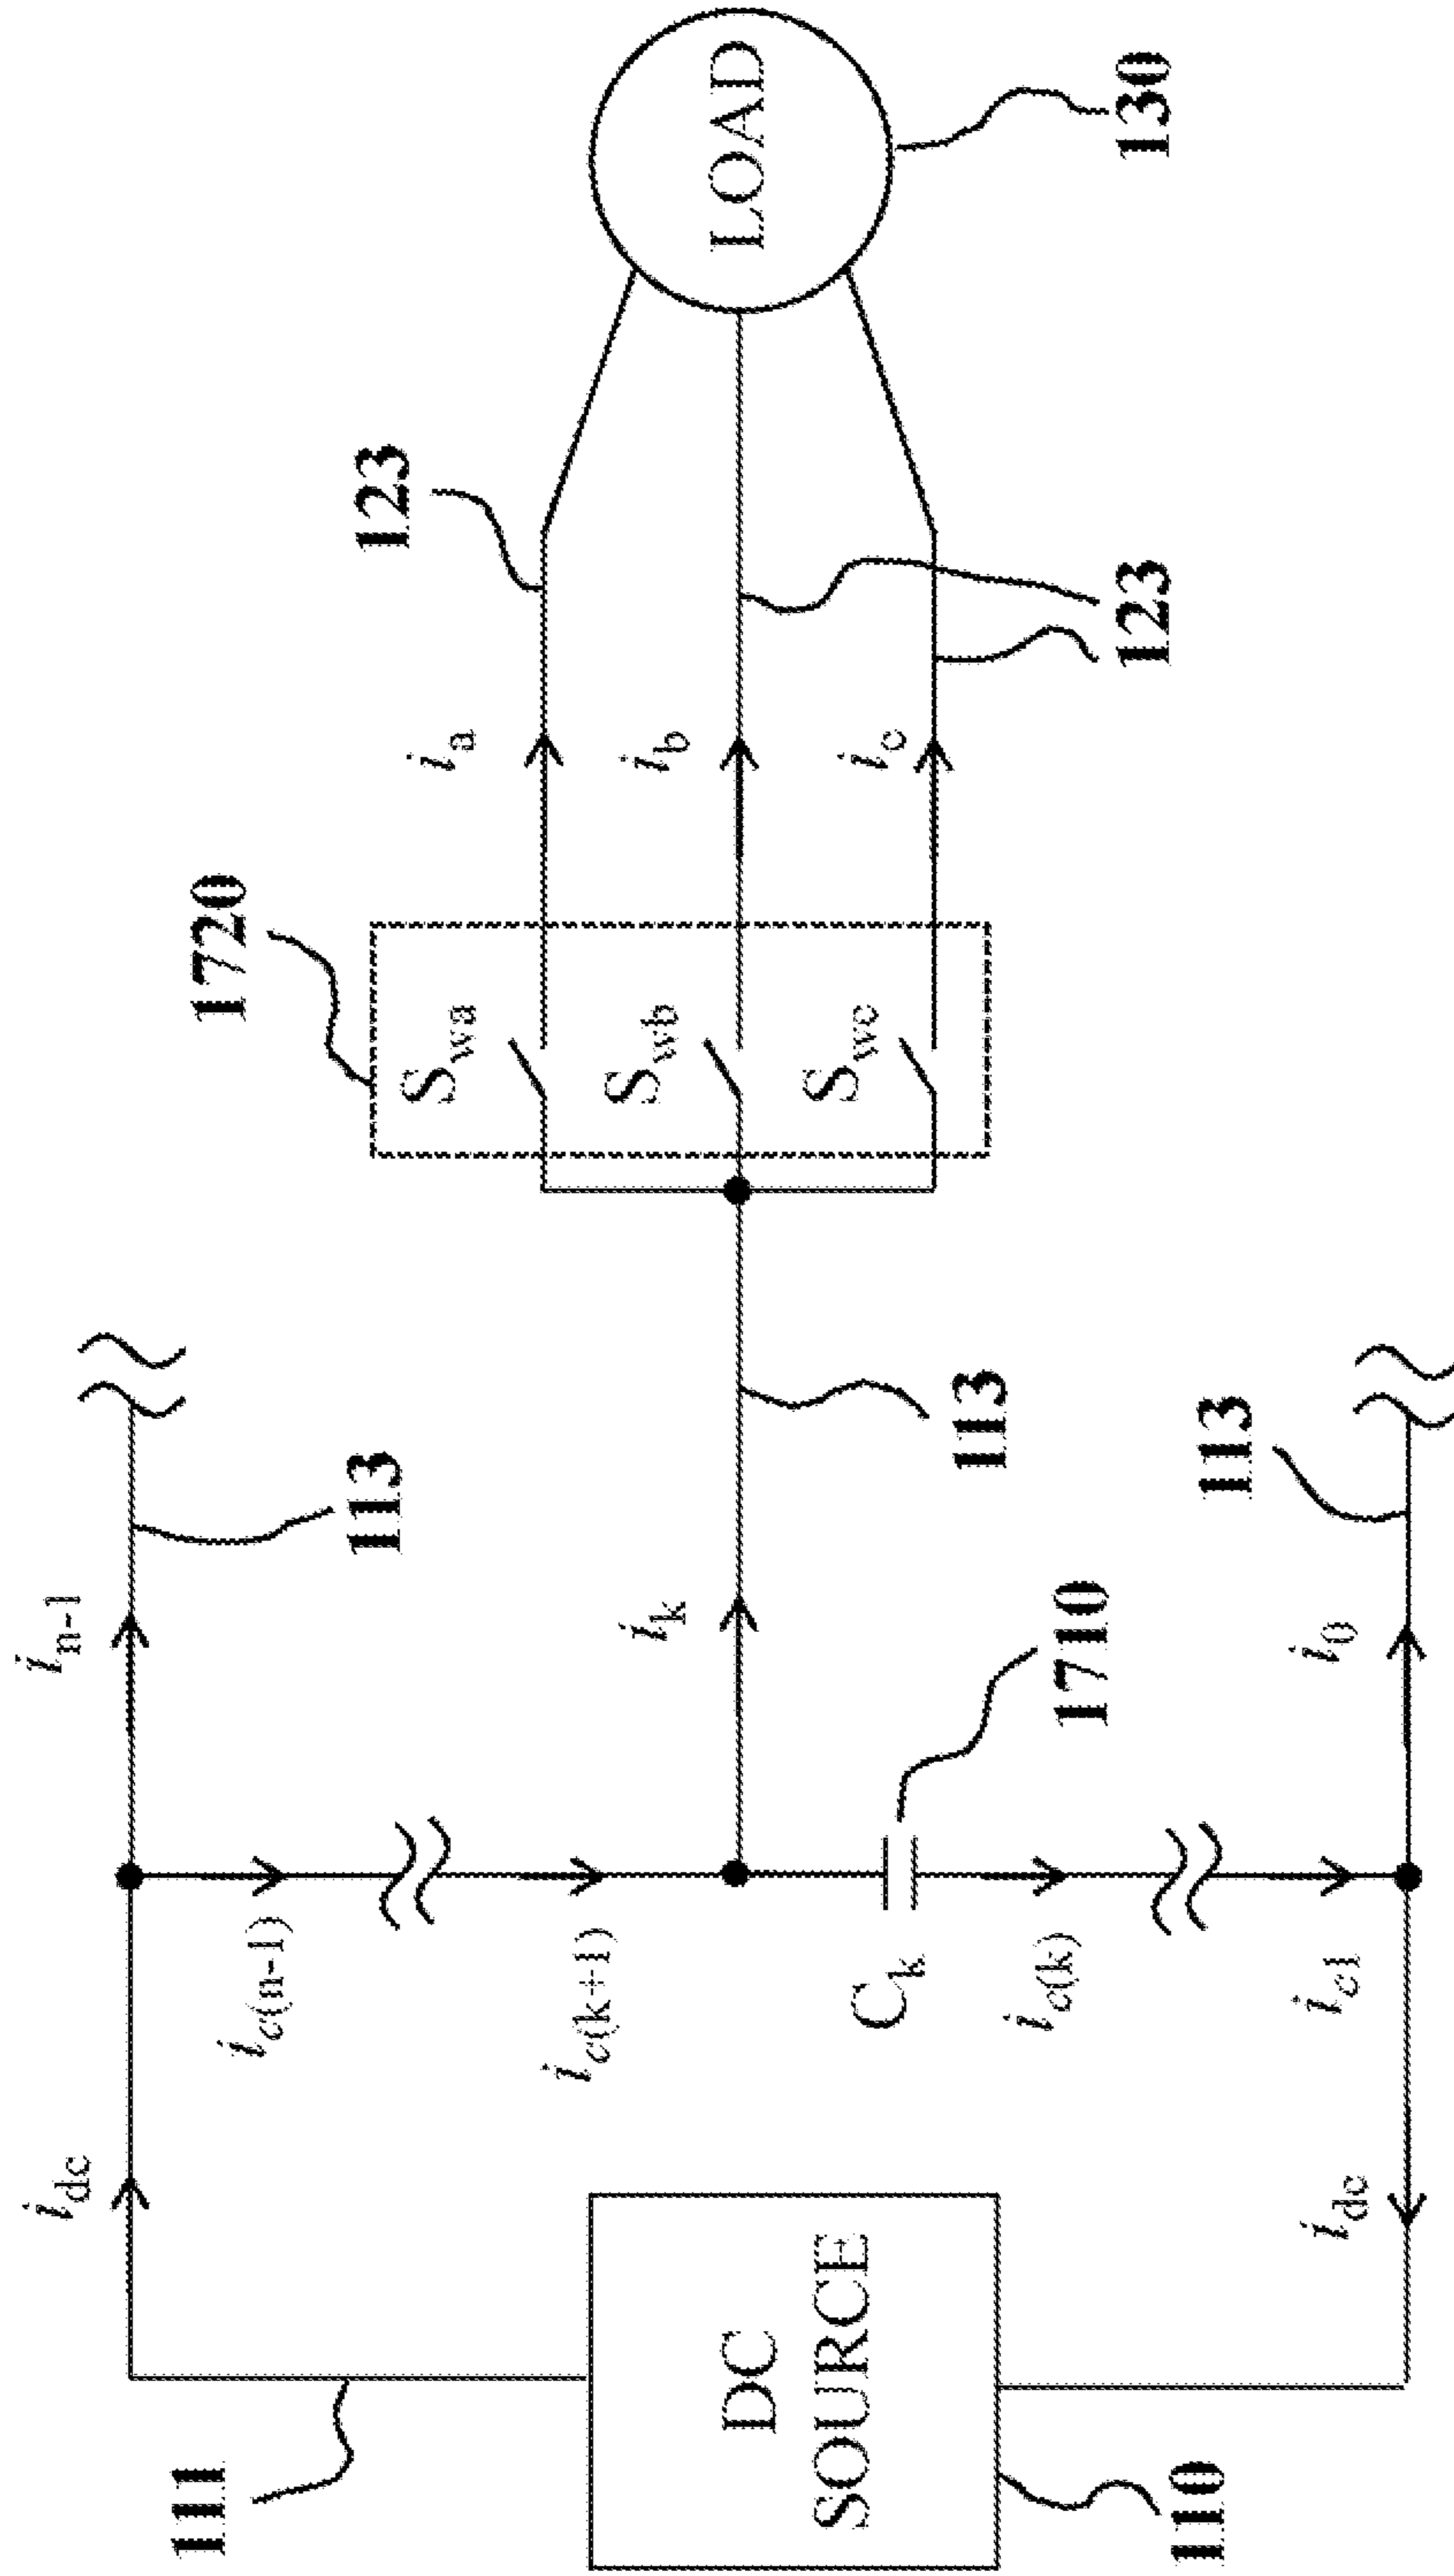 111
i_dc
i_n-1
113
i_c(n-1)
i_c(k+1)
DC
SOURCE
110
C_k
1710
i_c(k)
i_c1
i_dc
i_0
113
i_k
113
1720
S_wa
S_wb
S_wc
i_a
i_b
i_c
123
123
LOAD
130